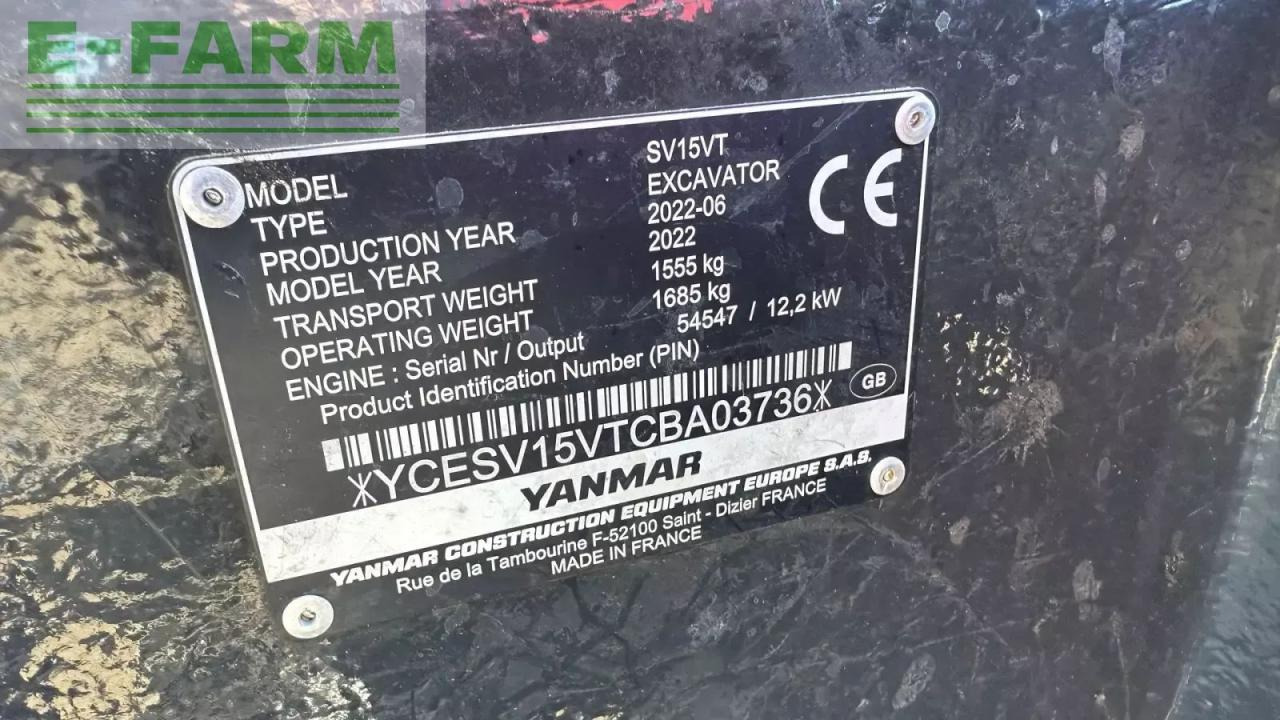 E-FARM
MODEL SV15VT
TYPE EXCAVATOR
PRODUCTION YEAR 2022-06
MODEL YEAR 2022
TRANSPORT WEIGHT 1555 kg
OPERATING WEIGHT 1685 kg
ENGINE : Serial Nr / Output 54547 / 12,2 kW
Product Identification Number (PIN)
*YCESV15VTCBA03736*
CE
GB
YANMAR
YANMAR CONSTRUCTION EQUIPMENT EUROPE S.A.S.
Rue de la Tambourine F-52100 Saint - Dizier FRANCE
MADE IN FRANCE